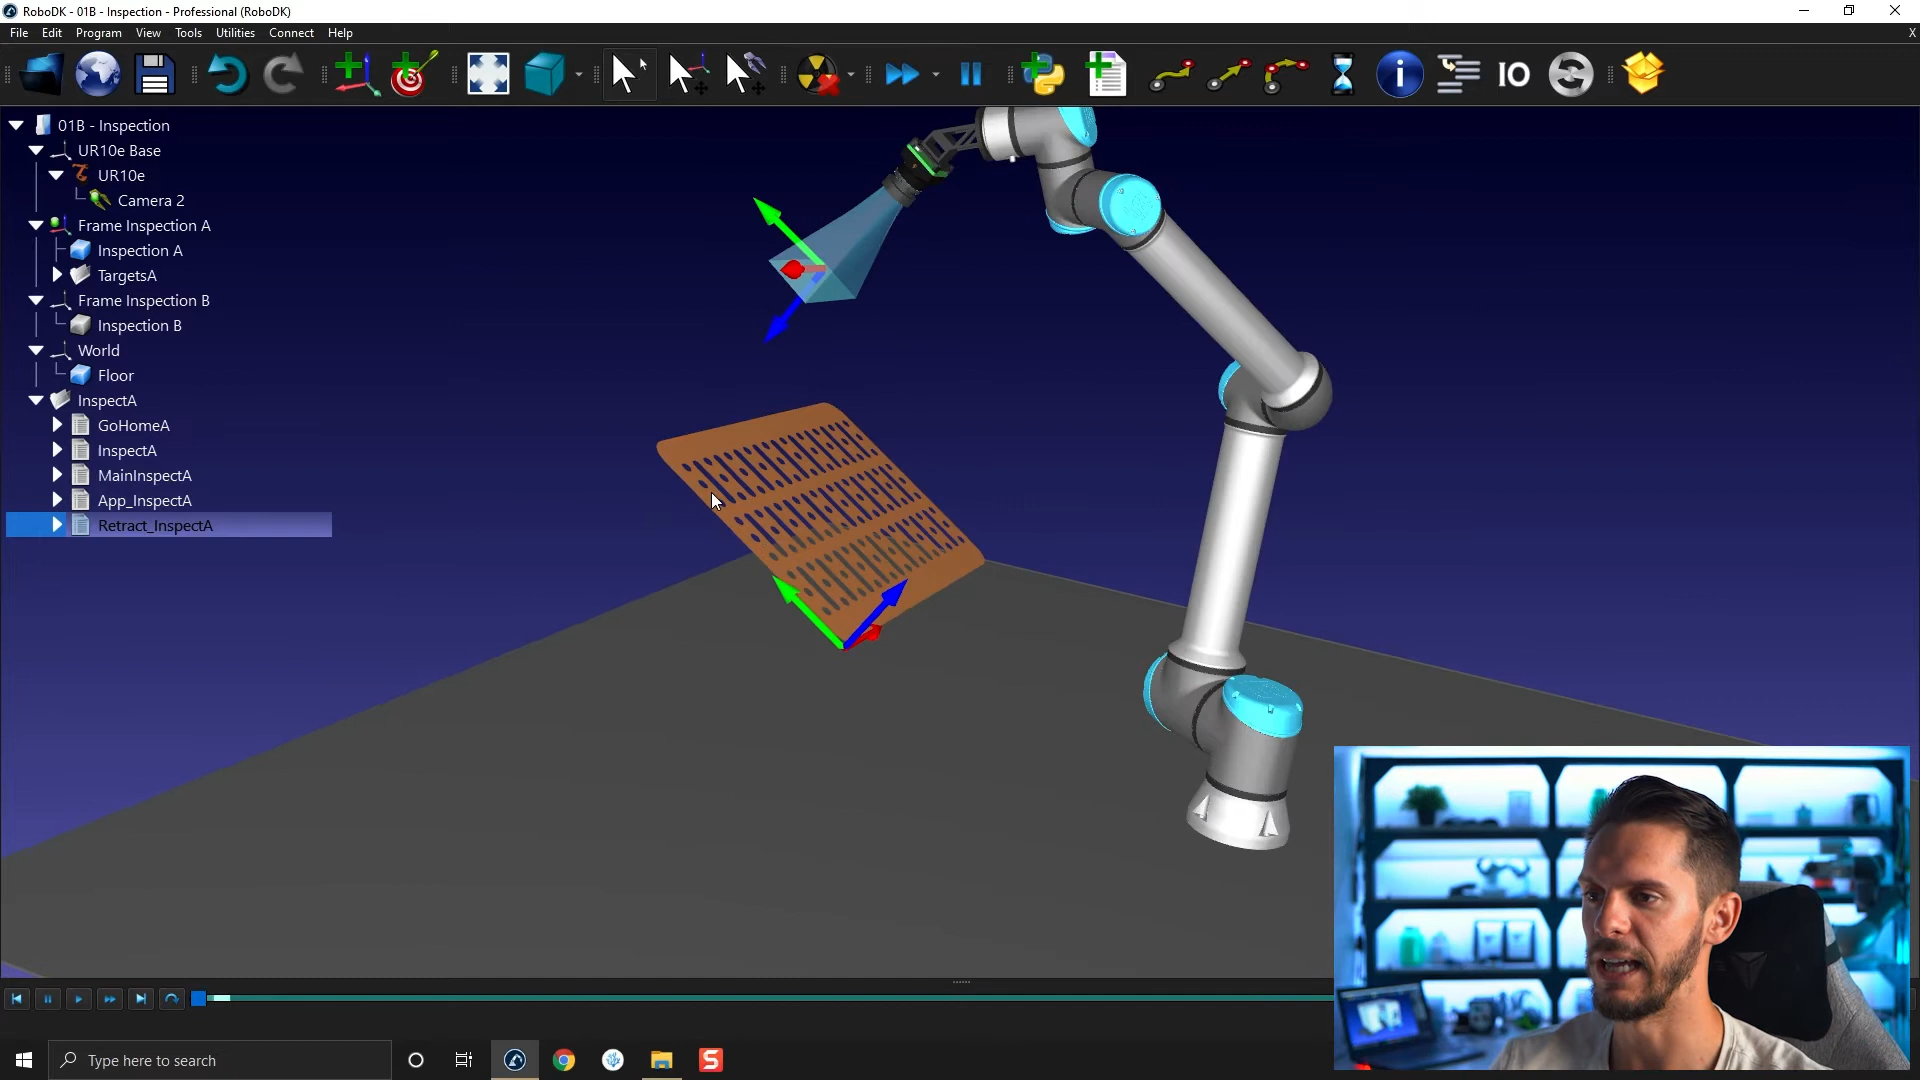 RoboDK - 01B - Inspection - Professional (RoboDK)
File Edit Program View Tools Utilities Connect Help X
IO
01B - Inspection
UR10e Base
UR10e
Camera 2
Frame Inspection A
Inspection A
TargetsA
Frame Inspection B
Inspection B
World
Floor
InspectA
GoHomeA
InspectA
MainInspectA
App_InspectA
Retract_InspectA
Type here to search
S